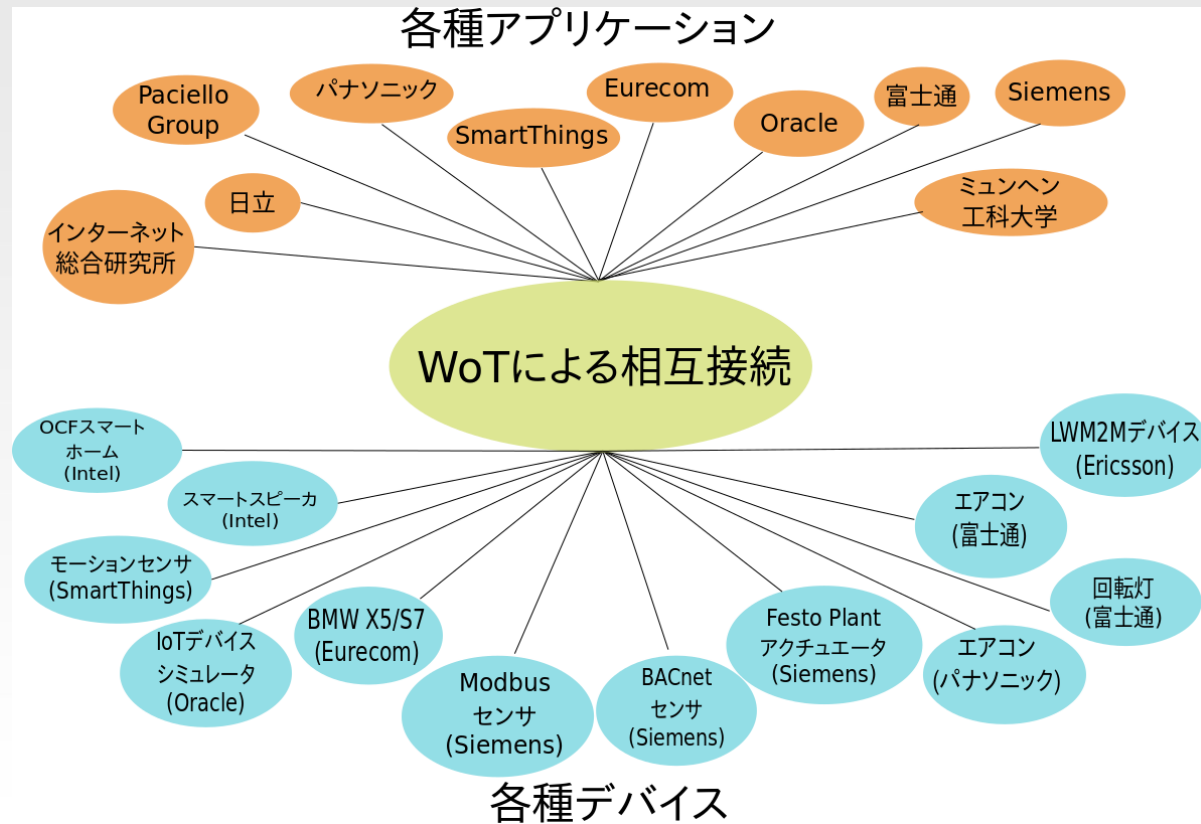 各種アプリケーション
Paciello
Group
パナソニック
SmartThings
Eurecom
Oracle
富士通
Siemens
インターネット
総合研究所
日立
ミュンヘン
工科大学
WoTによる相互接続
OCFスマート
ホーム
(Intel)
スマートスピーカ
(Intel)
モーションセンサ
(SmartThings)
IoTデバイス
シミュレータ
(Oracle)
BMW X5/S7
(Eurecom)
Modbus
センサ
(Siemens)
BACnet
センサ
(Siemens)
Festo Plant
アクチュエータ
(Siemens)
エアコン
(パナソニック)
回転灯
(富士通)
エアコン
(富士通)
LWM2Mデバイス
(Ericsson)
各種デバイス